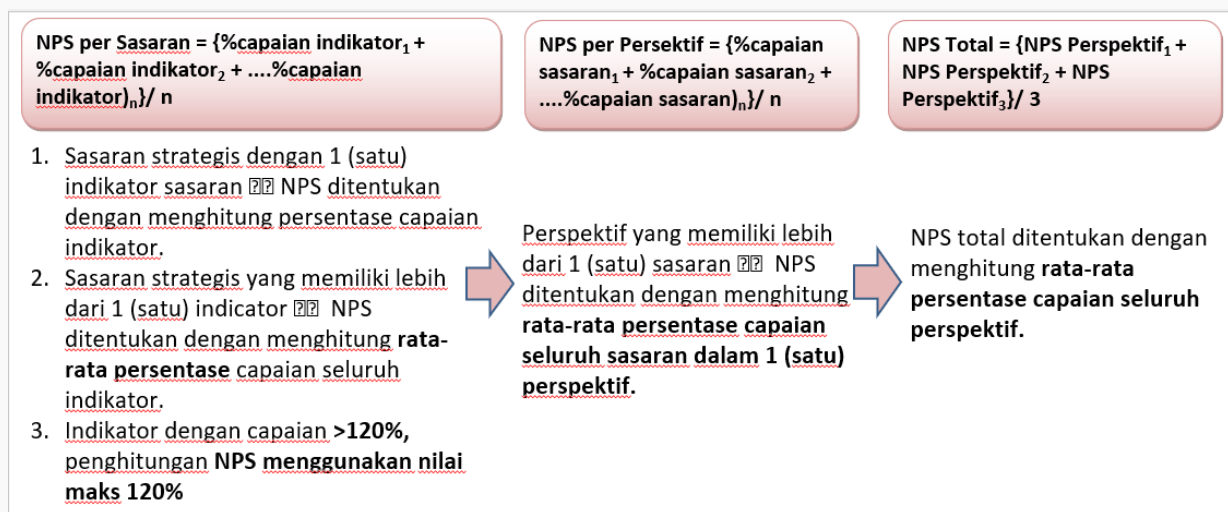 NPS per Sasaran = {%capaian indikator₁ +
%capaian indikator₂ + ....%capaian
indikator)ₙ}/ n
NPS per Persektif = {%capaian
sasaran₁ + %capaian sasaran₂ +
....%capaian sasaran)ₙ}/ n
NPS Total = {NPS Perspektif₁ +
NPS Perspektif₂ + NPS
Perspektif₃}/ 3
1. Sasaran strategis dengan 1 (satu)
indikator sasaran ⍰⍰ NPS ditentukan
dengan menghitung persentase capaian
indikator.
2. Sasaran strategis yang memiliki lebih
dari 1 (satu) indicator ⍰⍰ NPS
ditentukan dengan menghitung rata-
rata persentase capaian seluruh
indikator.
3. Indikator dengan capaian >120%,
penghitungan NPS menggunakan nilai
maks 120%
Perspektif yang memiliki lebih
dari 1 (satu) sasaran ⍰⍰ NPS
ditentukan dengan menghitung
rata-rata persentase capaian
seluruh sasaran dalam 1 (satu)
perspektif.
NPS total ditentukan dengan
menghitung rata-rata
persentase capaian seluruh
perspektif.